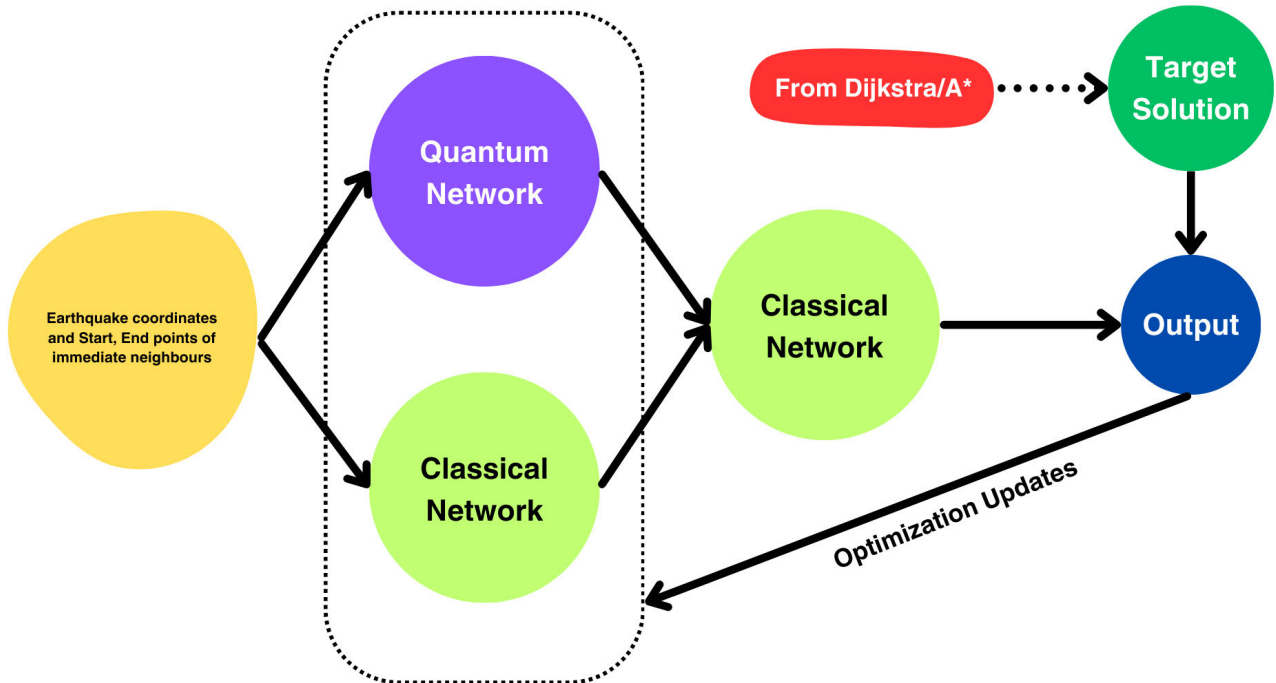 Earthquake coordinates
and Start, End points of
immediate neighbours
Quantum
Network
Classical
Network
Classical
Network
From Dijkstra/A*
Target
Solution
Output
Optimization Updates